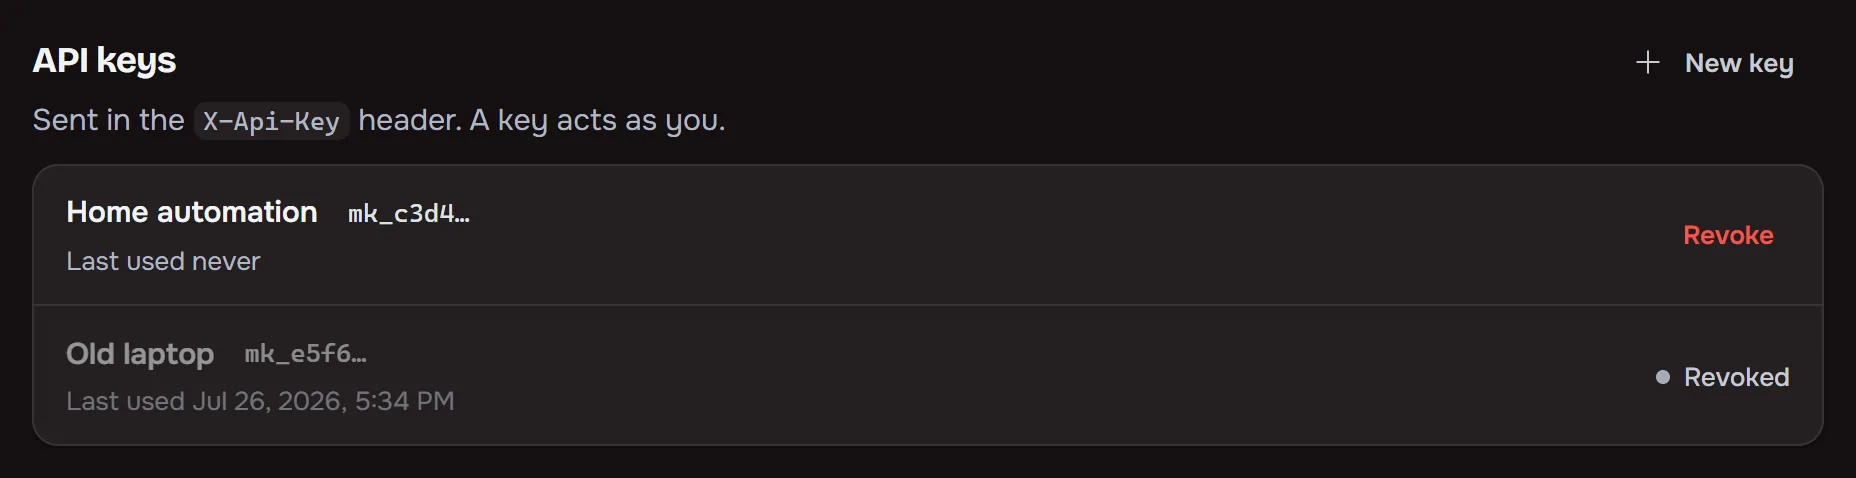 API keys
+ New key
Sent in the X-Api-Key header. A key acts as you.
Home automation mk_c3d4…
Last used never
Revoke
Old laptop mk_e5f6…
Last used Jul 26, 2026, 5:34 PM
Revoked